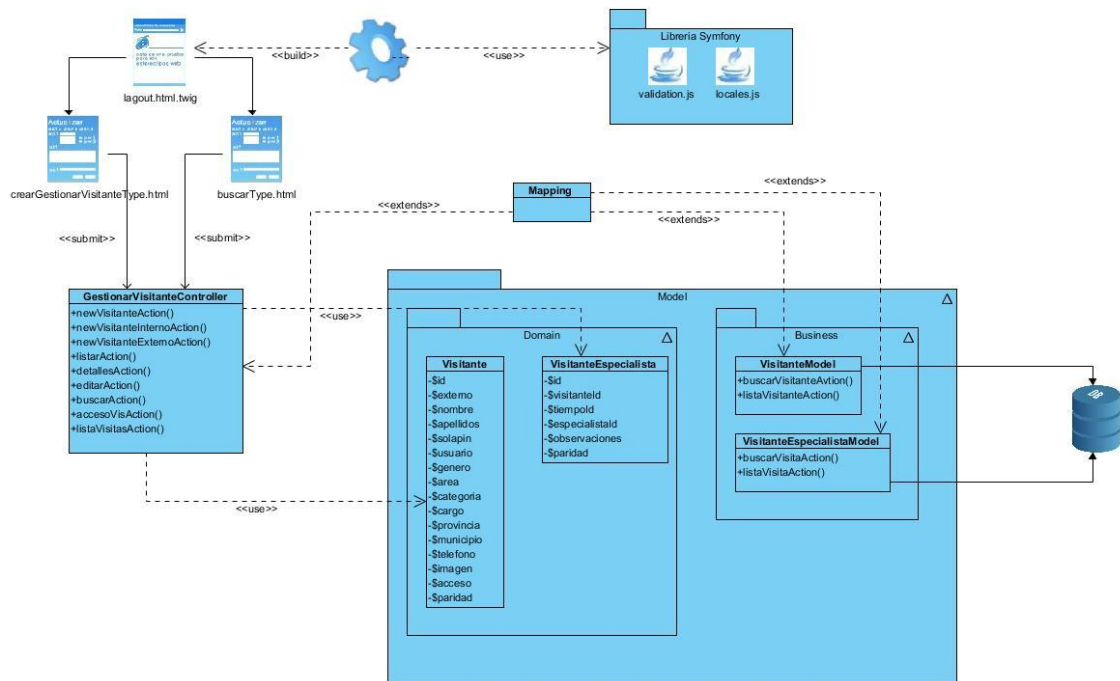 <<build>>
<<use>>
Libreria Symfony
validation.js
locales.js
lagout.html.twig
Actualizar
Actualizar
crearGestionarVisitanteType.html
buscarType.html
<<submit>>
<<submit>>
Mapping
<<extends>>
<<extends>>
<<extends>>
GestionarVisitanteController
+newVisitanteAction()
+newVisitanteInternoAction()
+newVisitanteExternoAction()
+listarAction()
+detallesAction()
+editarAction()
+buscarAction()
+accesoVisAction()
+listaVisitasAction()
<<use>>
<<use>>
Model
Domain
Visitante
-$id
-$externo
-$nombre
-$apellidos
-$solapin
-$usuario
-$genero
-$area
-$categoria
-$cargo
-$provincia
-$municipio
-$telefono
-$imagen
-$acceso
-$paridad
VisitanteEspecialista
-$id
-$visitanteId
-$tiempoId
-$especialistaId
-$observaciones
-$paridad
Business
VisitanteModel
+buscarVisitanteAvtion()
+listaVisitanteAction()
VisitanteEspecialistaModel
+buscarVisitaAction()
+listaVisitaAction()
DB